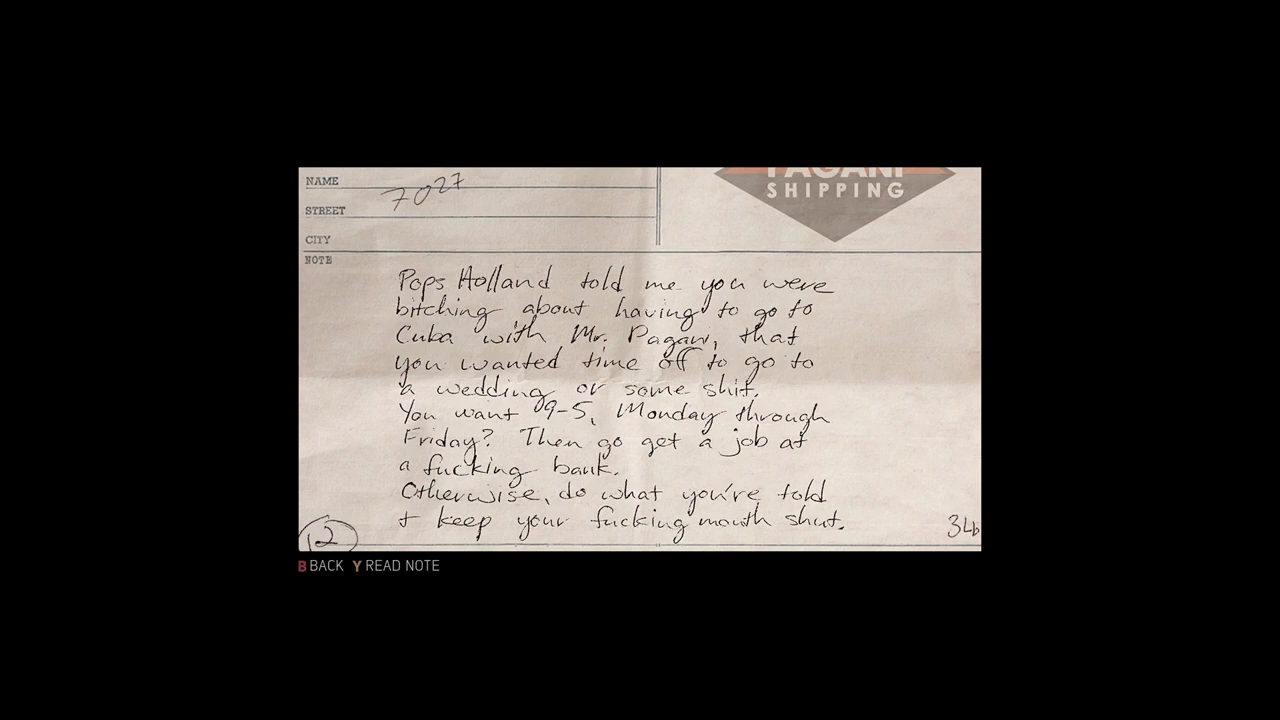 NAME
7027
PAGANI
STREET
SHIPPING
CITY
NOTE
Pops Holland told me you were
bitching about having to go to
Cuba with Mr. Pagani, that
you wanted time off to go to
a wedding or some shit.
You want 9-5, Monday through
Friday? Then go get a job at
a fucking bank.
Otherwise, do what you're told
+ keep your fucking mouth shut.
12
34b
B BACK Y READ NOTE